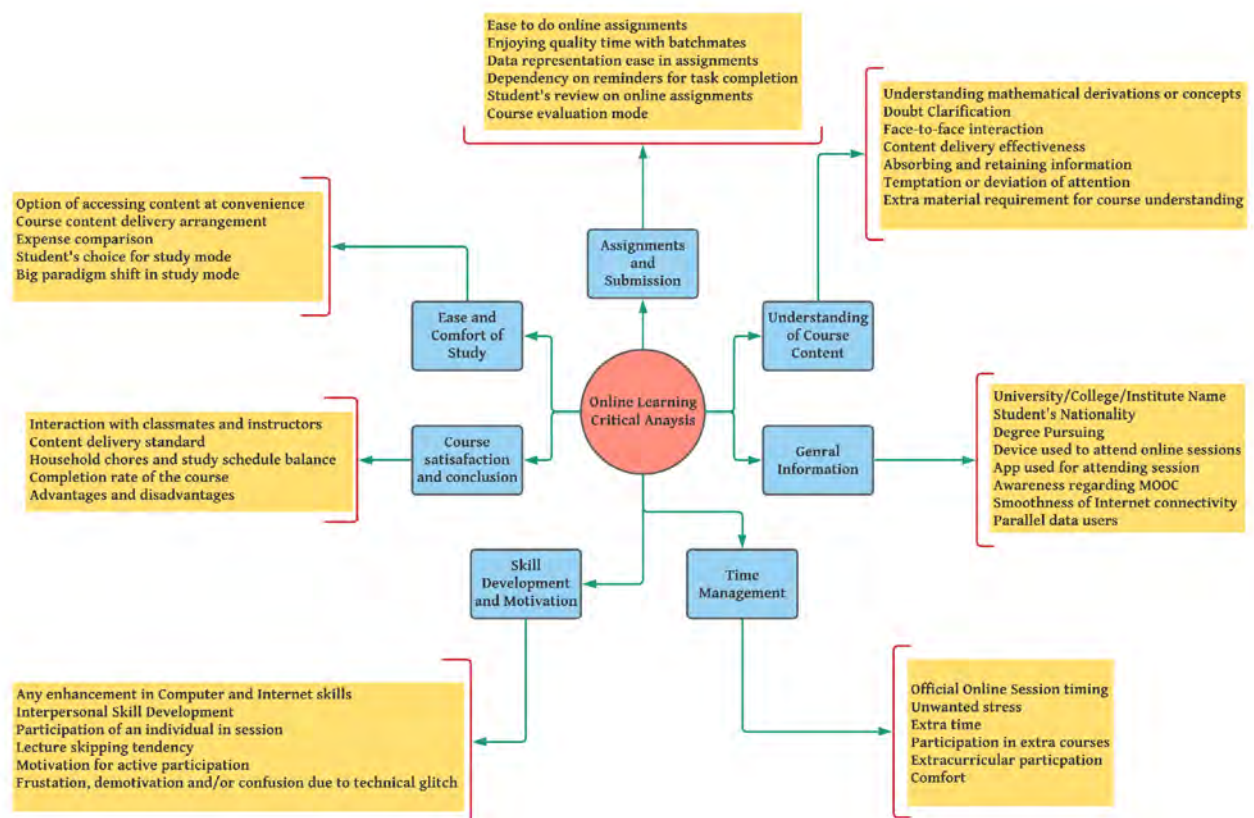 Ease to do online assignments
Enjoying quality time with batchmates
Data representation ease in assignments
Dependency on reminders for task completion
Student's review on online assignments
Course evaluation mode
Understanding mathematical derivations or concepts
Doubt Clarification
Face-to-face interaction
Content delivery effectiveness
Absorbing and retaining information
Temptation or deviation of attention
Extra material requirement for course understanding
Option of accessing content at convenience
Course content delivery arrangement
Expense comparison
Student's choice for study mode
Big paradigm shift in study mode
Assignments
and
Submission
Ease and
Comfort of
Study
Understanding
of Course
Content
Online Learning
Critical Anaysis
Interaction with classmates and instructors
Content delivery standard
Household chores and study schedule balance
Completion rate of the course
Advantages and disadvantages
Course
satisafaction
and conclusion
Genral
Information
University/College/Institute Name
Student's Nationality
Degree Pursuing
Device used to attend online sessions
App used for attending session
Awareness regarding MOOC
Smoothness of Internet connectivity
Parallel data users
Skill
Development
and Motivation
Time
Management
Any enhancement in Computer and Internet skills
Interpersonal Skill Development
Participation of an individual in session
Lecture skipping tendency
Motivation for active participation
Frustation, demotivation and/or confusion due to technical glitch
Official Online Session timing
Unwanted stress
Extra time
Participation in extra courses
Extracurricular particpation
Comfort